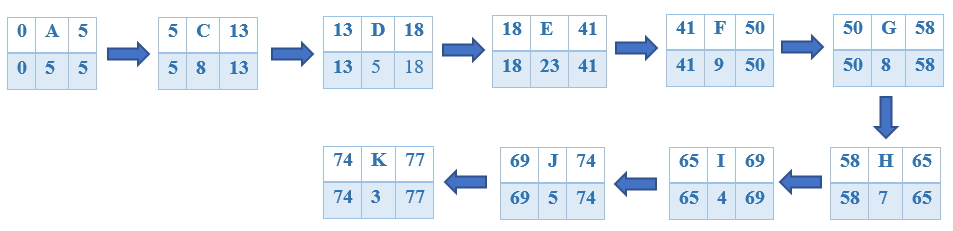 0 A 5
0 5 5
5 C 13
5 8 13
13 D 18
13 5 18
18 E 41
18 23 41
41 F 50
41 9 50
50 G 58
50 8 58
58 H 65
58 7 65
65 I 69
65 4 69
69 J 74
69 5 74
74 K 77
74 3 77